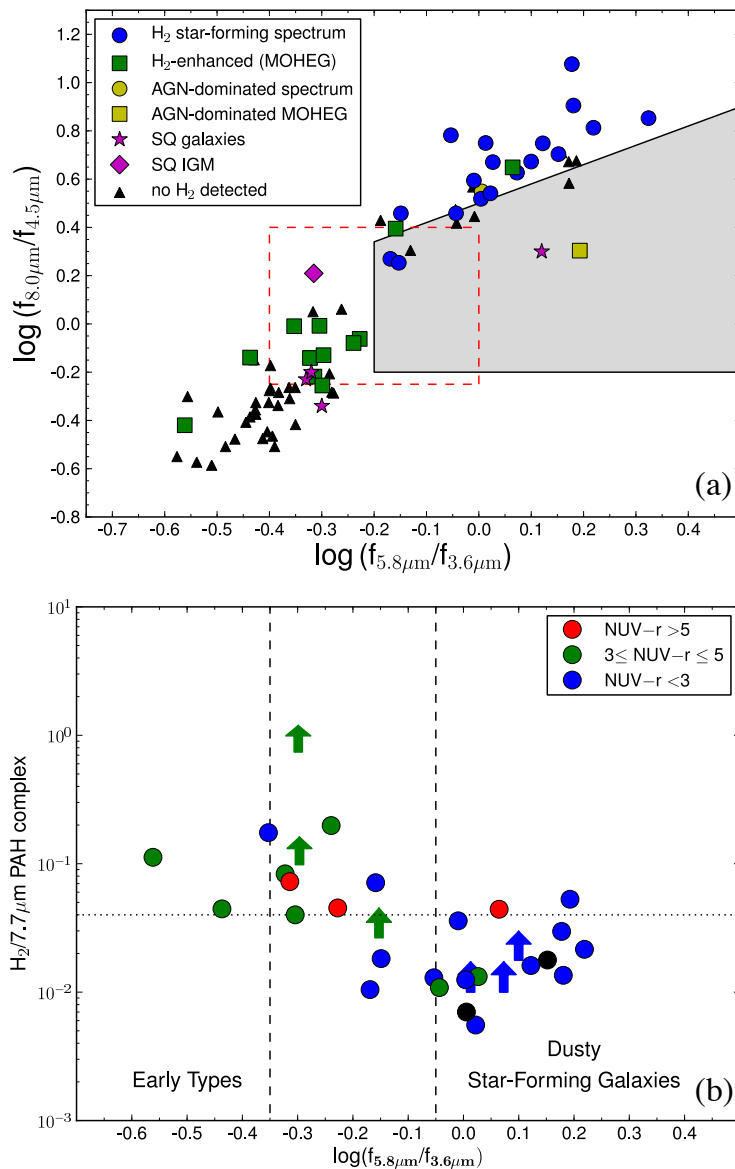 H₂ star-forming spectrum
H₂-enhanced (MOHEG)
AGN-dominated spectrum
AGN-dominated MOHEG
SQ galaxies
SQ IGM
no H₂ detected
1.2
1.0
0.8
0.6
0.4
0.2
0.0
-0.2
-0.4
-0.6
-0.8
log (f8.0μm/f4.5μm)
(a)
-0.7 -0.6 -0.5 -0.4 -0.3 -0.2 -0.1 0.0 0.1 0.2 0.3 0.4
log (f5.8μm/f3.6μm)
NUV−r >5
3≤ NUV−r ≤ 5
NUV−r <3
10¹
10⁰
10⁻¹
10⁻²
10⁻³
H₂/7.7μm PAH complex
Early Types
Dusty
Star-Forming Galaxies
(b)
-0.6 -0.5 -0.4 -0.3 -0.2 -0.1 0.0 0.1 0.2 0.3 0.4
log(f5.8μm/f3.6μm)